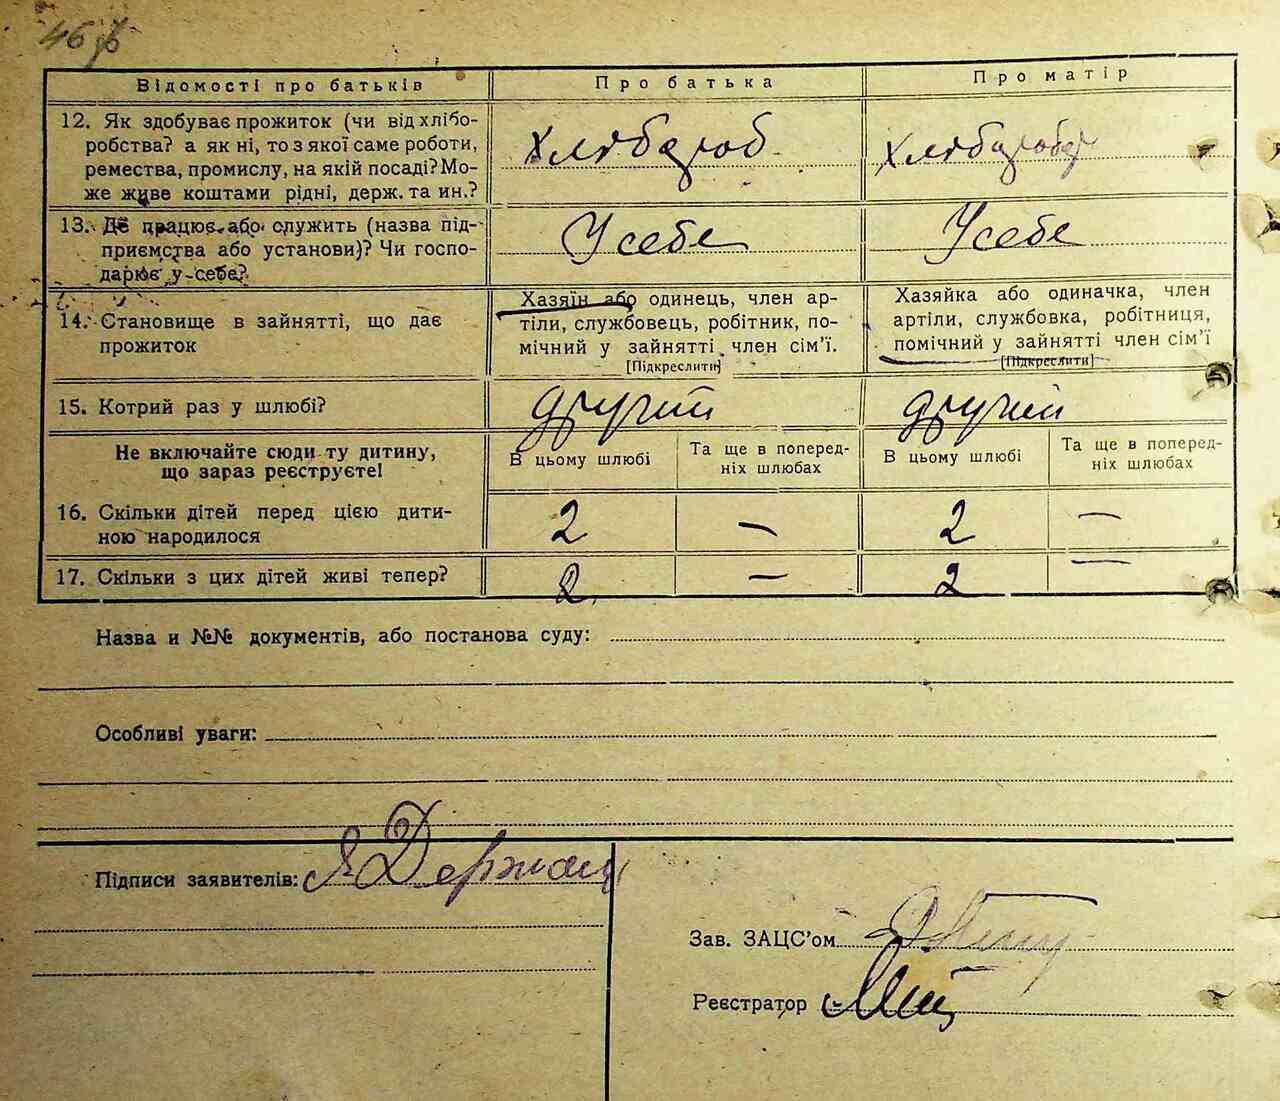 46
Відомості про батьків Про батька Про матір
12. Як здобуває прожиток (чи від хлібо-
робства? а як ні, то з якої саме роботи,
ремества, промислу, на якій посаді? Мо-
же живе коштами рідні, держ. та ин.?
Хлібороб Хліборобка
13. Де працює або служить (назва під-
приємства або установи)? Чи госпо-
дарює у себе?
У себе У себе
14. Становище в зайнятті, що дає
прожиток
Хазяїн або одинець, член ар-
тіли, службовець, робітник, по-
мічний у зайнятті член сім'ї.
[Підкреслити]
Хазяйка або одиначка, член
артіли, службовка, робітниця,
помічний у зайнятті член сім'ї
[Підкреслити]
15. Котрий раз у шлюбі? другий другий
Не включайте сюди ту дитину,
що зараз реєструєте!
В цьому шлюбі
Та ще в поперед-
ніх шлюбах
В цьому шлюбі
Та ще в поперед-
ніх шлюбах
16. Скільки дітей перед цією дити-
ною народилося
2 — 2 —
17. Скільки з цих дітей живі тепер? 2 — 2 —
Назва и №№ документів, або постанова суду:
Особливі уваги:
Підписи заявителів:
Зав. ЗАЦС'ом
Реєстратор